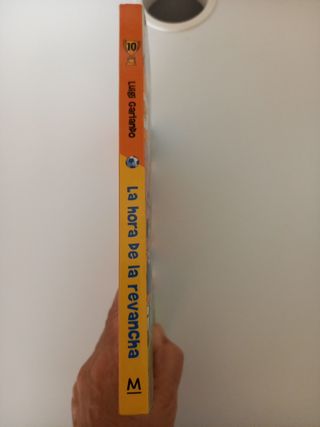 10
Luigi Garlando
La hora de la revancha
M